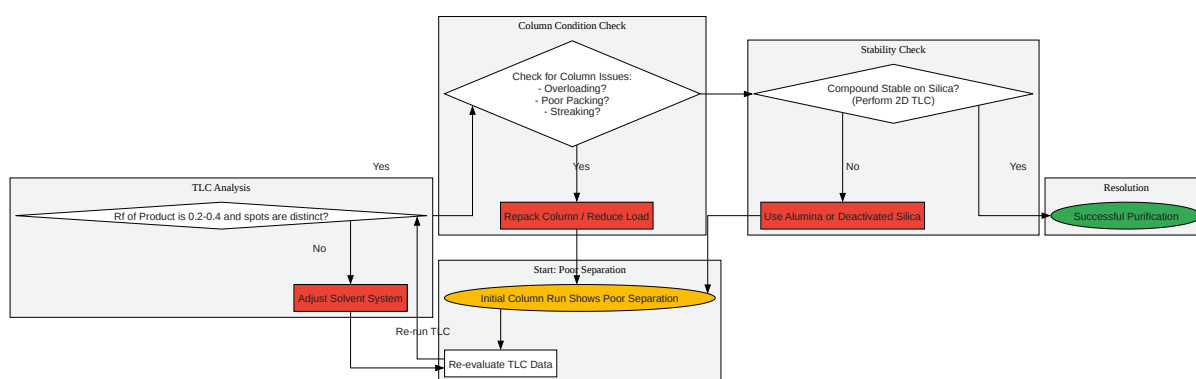 Column Condition Check
Check for Column Issues:
- Overloading?
- Poor Packing?
- Streaking?
Yes
Repack Column / Reduce Load
Stability Check
Compound Stable on Silica?
(Perform 2D TLC)
No
Yes
Use Alumina or Deactivated Silica
Resolution
Successful Purification
Yes
TLC Analysis
Rf of Product is 0.2-0.4 and spots are distinct?
No
Adjust Solvent System
Start: Poor Separation
Initial Column Run Shows Poor Separation
Re-run TLC
Re-evaluate TLC Data